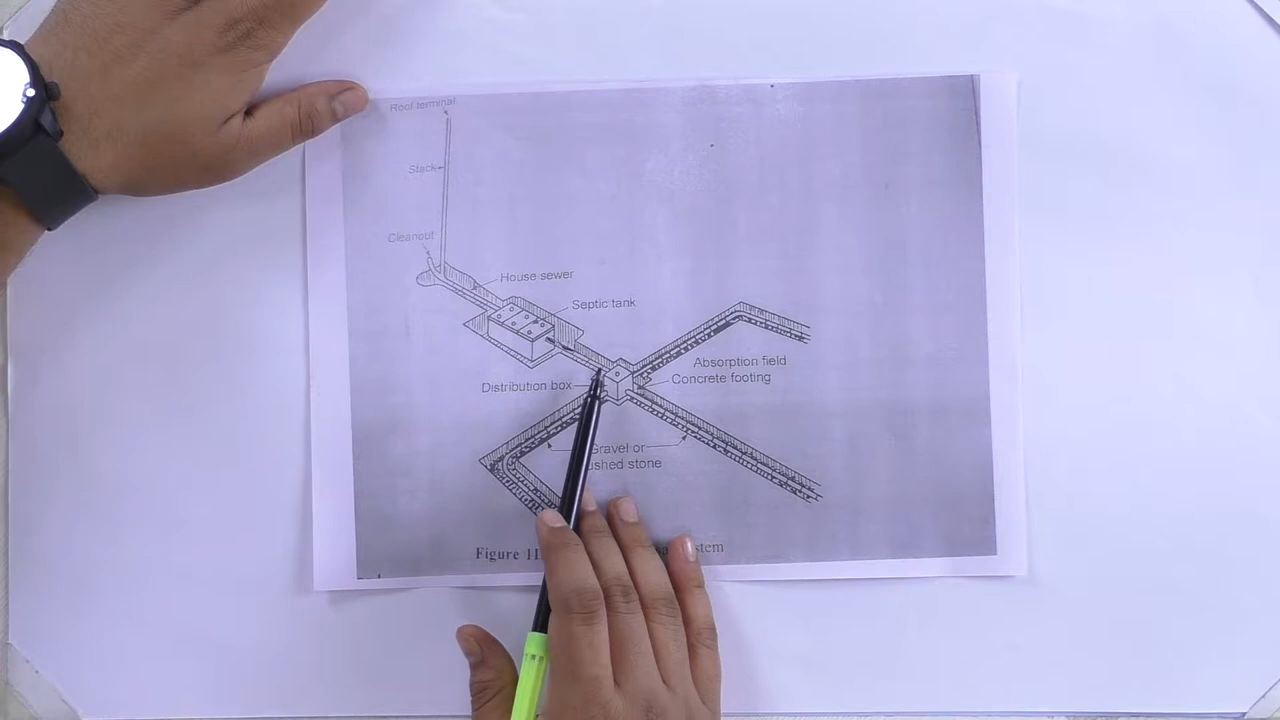 Roof terminal
Stack
Cleanout
House sewer
Septic tank
Absorption field
Distribution box
Concrete footing
Gravel or
ushed stone
Figure 11
stem